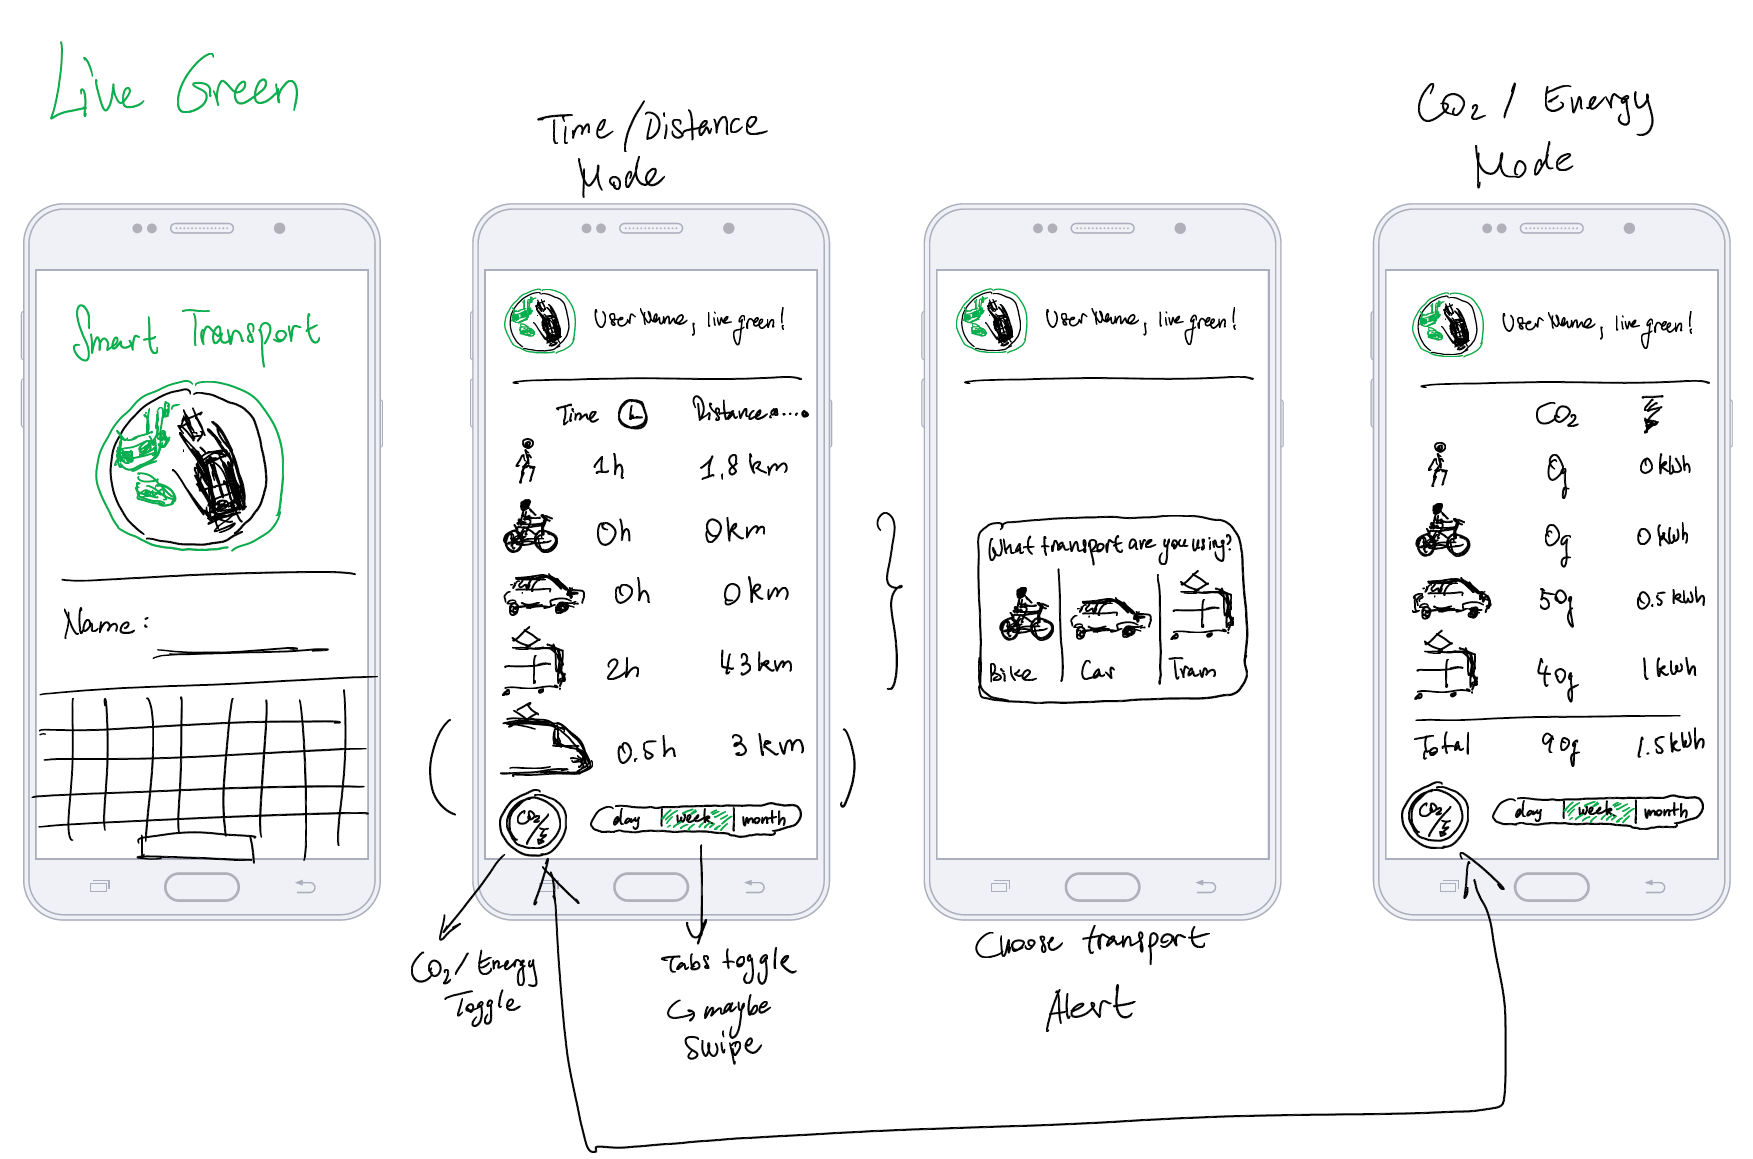 Live Green
Time/Distance
Mode
CO2 / Energy
Mode
Smart Transport
Name:
User Name, live green!
Time Distance
1h 1,8 km
0h 0km
0h 0km
2h 43km
0.5h 3 km
CO2/
day week month
CO2/Energy
Toggle
Tabs toggle
maybe
swipe
User Name, live green!
What transport are you using?
Bike Car Tram
Choose transport
Alert
User Name, live green!
CO2
0g 0 kWh
0g 0 kWh
50g 0.5 kWh
40g 1 kWh
Total 90g 1.5 kWh
CO2/
day week month